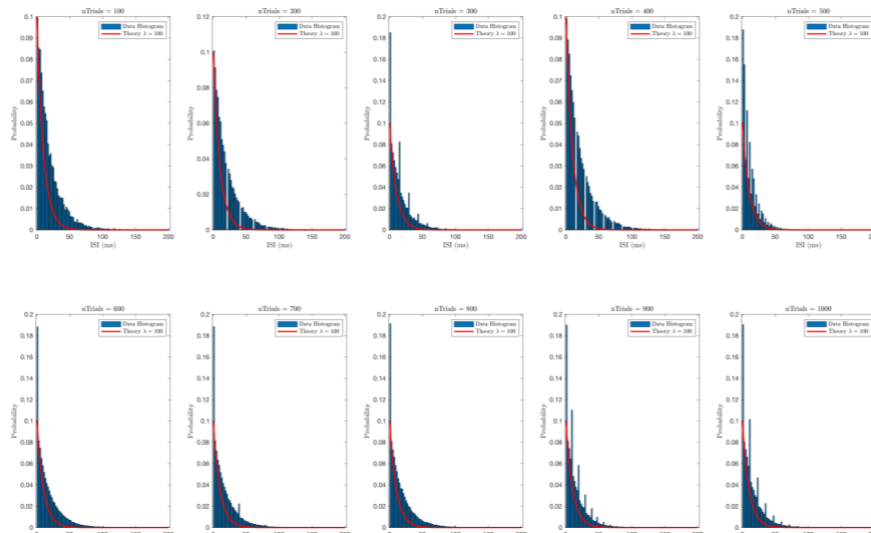 nTrials = 100
Data Histogram
Theory λ = 100
Probability
0.1
0.09
0.08
0.07
0.06
0.05
0.04
0.03
0.02
0.01
0
0 50 100 150 200
ISI (ms)
nTrials = 200
Data Histogram
Theory λ = 100
Probability
0.12
0.1
0.08
0.06
0.04
0.02
0
0 50 100 150 200
ISI (ms)
nTrials = 300
Data Histogram
Theory λ = 100
Probability
0.2
0.18
0.16
0.14
0.12
0.1
0.08
0.06
0.04
0.02
0
0 50 100 150 200
ISI (ms)
nTrials = 400
Data Histogram
Theory λ = 100
Probability
0.1
0.09
0.08
0.07
0.06
0.05
0.04
0.03
0.02
0.01
0
0 50 100 150 200
ISI (ms)
nTrials = 500
Data Histogram
Theory λ = 100
Probability
0.2
0.18
0.16
0.14
0.12
0.1
0.08
0.06
0.04
0.02
0
0 50 100 150
ISI (ms)
nTrials = 600
Data Histogram
Theory λ = 100
Probability
0.2
0.18
0.16
0.14
0.12
0.1
0.08
0.06
0.04
0.02
0
nTrials = 700
Data Histogram
Theory λ = 100
Probability
0.2
0.18
0.16
0.14
0.12
0.1
0.08
0.06
0.04
0.02
0
nTrials = 800
Data Histogram
Theory λ = 100
Probability
0.2
0.18
0.16
0.14
0.12
0.1
0.08
0.06
0.04
0.02
0
nTrials = 900
Data Histogram
Theory λ = 100
Probability
0.2
0.18
0.16
0.14
0.12
0.1
0.08
0.06
0.04
0.02
0
nTrials = 1000
Data Histogram
Theory λ = 100
Probability
0.2
0.18
0.16
0.14
0.12
0.1
0.08
0.06
0.04
0.02
0